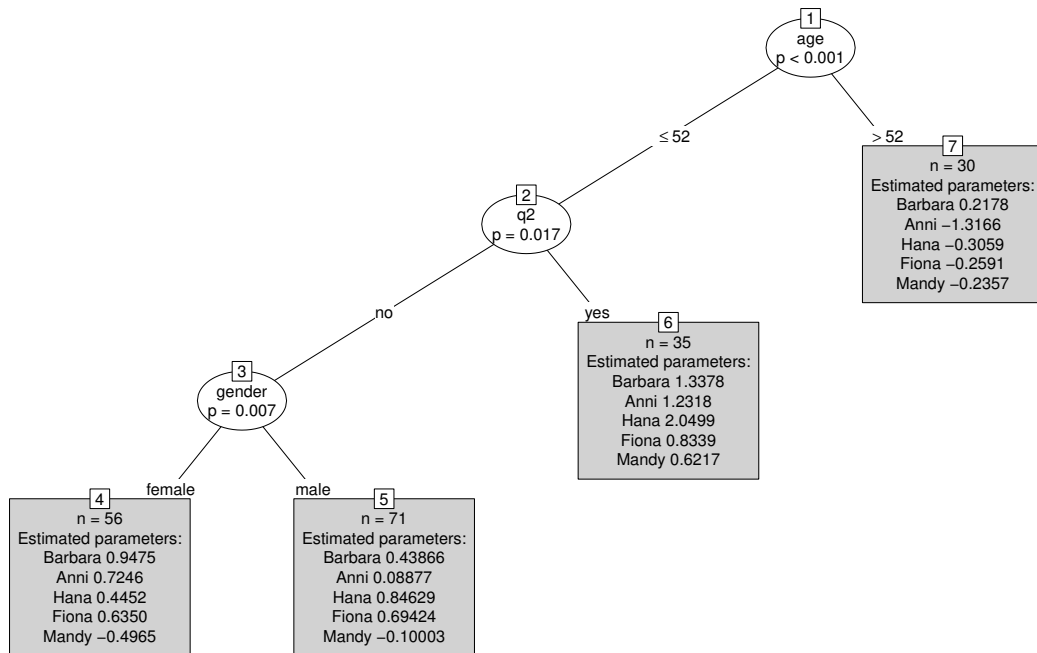 1
age
p < 0.001
≤ 52
> 52
2
q2
p = 0.017
7
n = 30
Estimated parameters:
Barbara 0.2178
Anni −1.3166
Hana −0.3059
Fiona −0.2591
Mandy −0.2357
no
yes
3
gender
p = 0.007
6
n = 35
Estimated parameters:
Barbara 1.3378
Anni 1.2318
Hana 2.0499
Fiona 0.8339
Mandy 0.6217
female
male
4
n = 56
Estimated parameters:
Barbara 0.9475
Anni 0.7246
Hana 0.4452
Fiona 0.6350
Mandy −0.4965
5
n = 71
Estimated parameters:
Barbara 0.43866
Anni 0.08877
Hana 0.84629
Fiona 0.69424
Mandy −0.10003